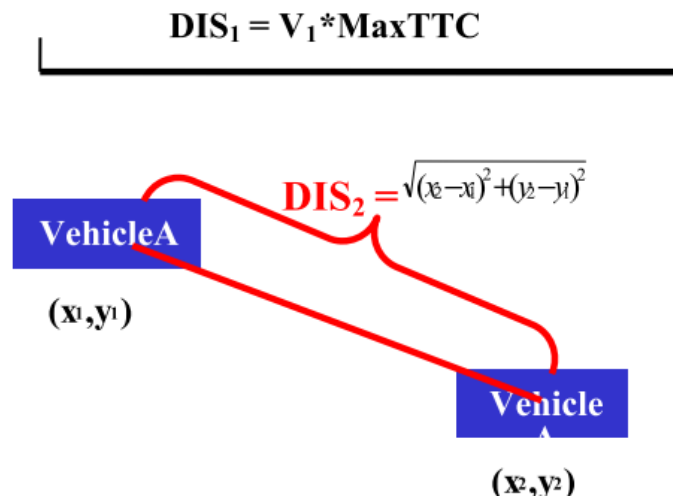 DIS₁ = V₁*MaxTTC
DIS₂ = √(x₂-x₁)²+(y₂-y₁)²
VehicleA
(x₁,y₁)
Vehicle
A
(x₂,y₂)